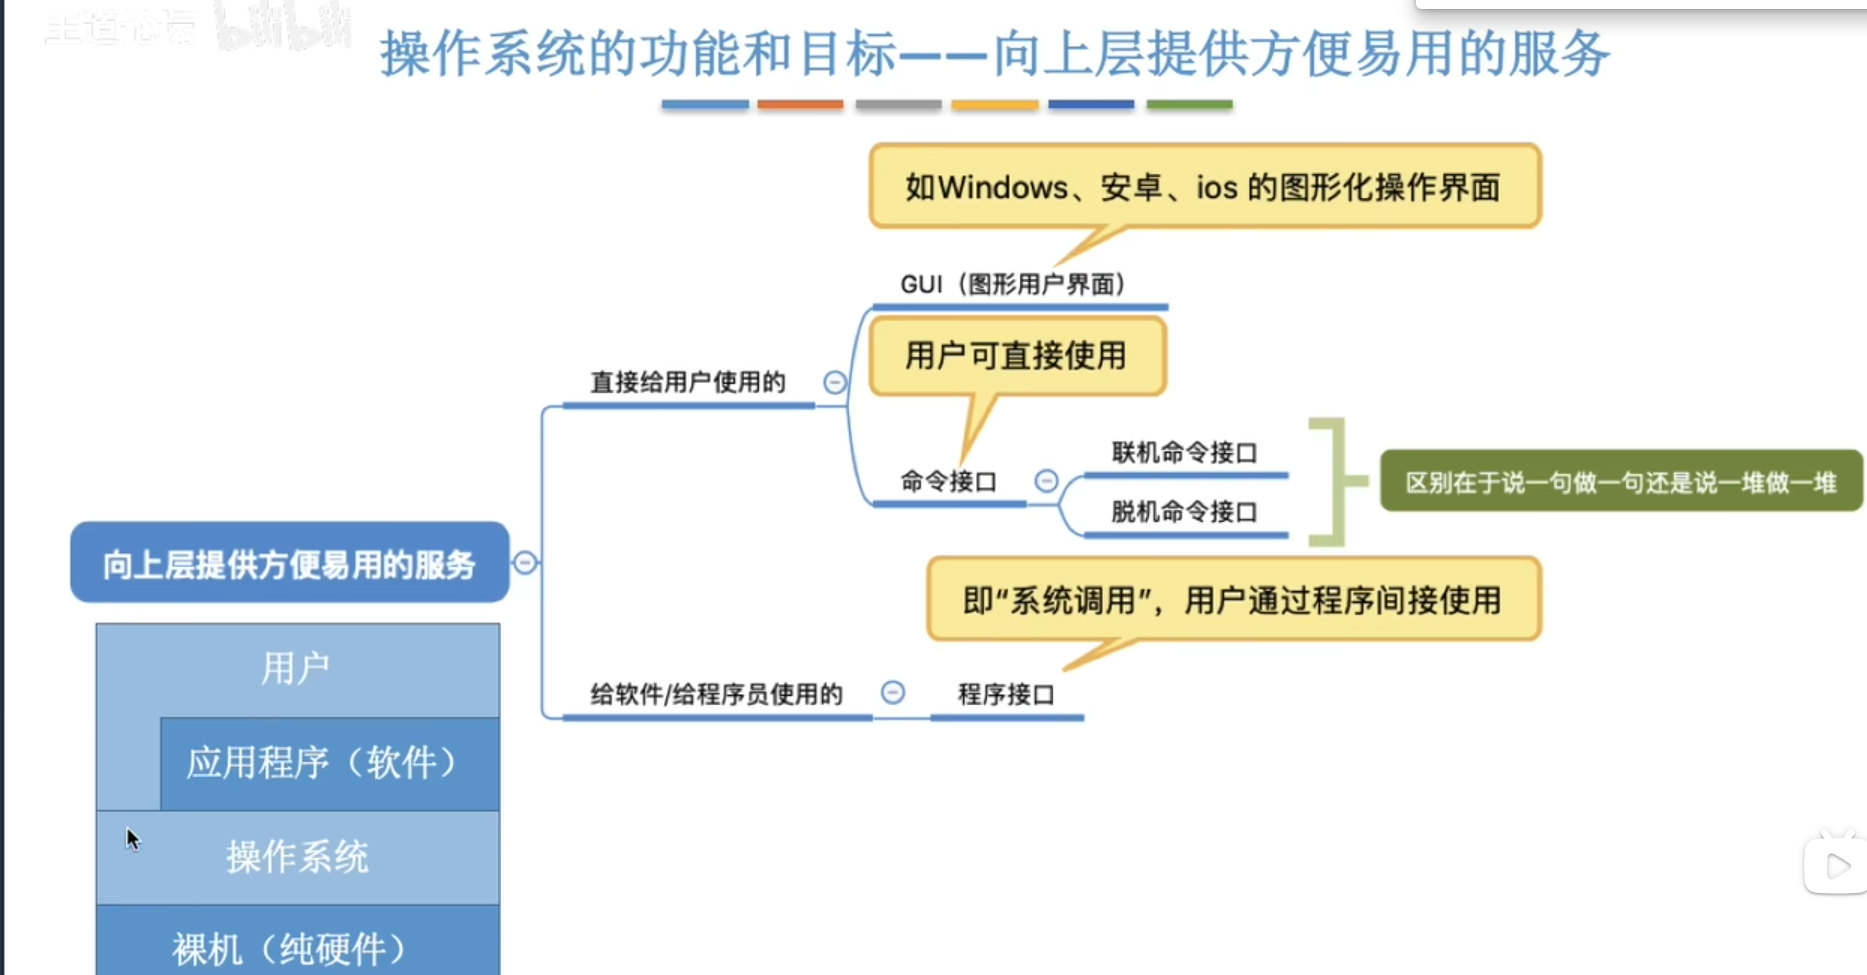 王道论坛 bilibili
操作系统的功能和目标——向上层提供方便易用的服务
如Windows、安卓、ios 的图形化操作界面
GUI（图形用户界面）
用户可直接使用
直接给用户使用的
联机命令接口
命令接口
区别在于说一句做一句还是说一堆做一堆
脱机命令接口
向上层提供方便易用的服务
即“系统调用”，用户通过程序间接使用
用户
给软件/给程序员使用的
程序接口
应用程序（软件）
操作系统
裸机（纯硬件）